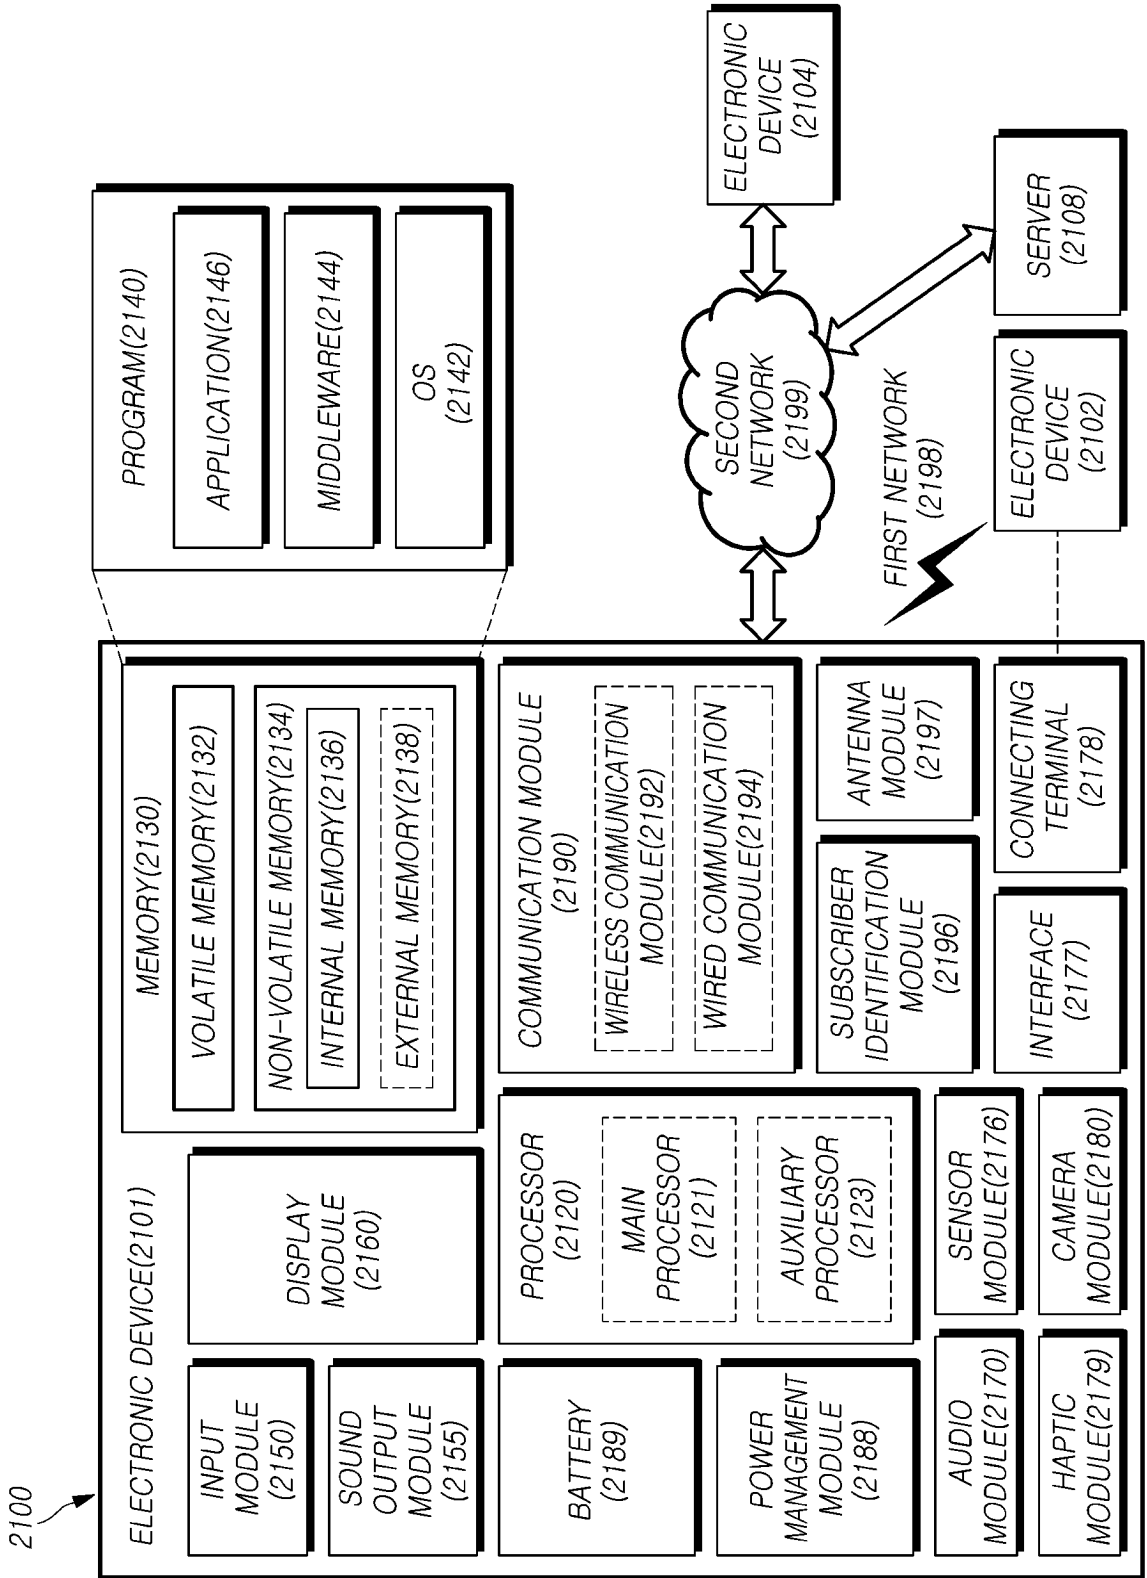 2100
ELECTRONIC DEVICE(2101)
INPUT
MODULE
(2150)
SOUND
OUTPUT
MODULE
(2155)
DISPLAY
MODULE
(2160)
MEMORY(2130)
VOLATILE MEMORY(2132)
NON-VOLATILE MEMORY(2134)
INTERNAL MEMORY(2136)
EXTERNAL MEMORY(2138)
PROGRAM(2140)
APPLICATION(2146)
MIDDLEWARE(2144)
OS
(2142)
BATTERY
(2189)
POWER
MANAGEMENT
MODULE
(2188)
PROCESSOR
(2120)
MAIN
PROCESSOR
(2121)
AUXILIARY
PROCESSOR
(2123)
COMMUNICATION MODULE
(2190)
WIRELESS COMMUNICATION
MODULE(2192)
WIRED COMMUNICATION
MODULE(2194)
SECOND
NETWORK
(2199)
ELECTRONIC
DEVICE
(2104)
SUBSCRIBER
IDENTIFICATION
MODULE
(2196)
ANTENNA
MODULE
(2197)
FIRST NETWORK
(2198)
AUDIO
MODULE(2170)
SENSOR
MODULE(2176)
HAPTIC
MODULE(2179)
CAMERA
MODULE(2180)
INTERFACE
(2177)
CONNECTING
TERMINAL
(2178)
ELECTRONIC
DEVICE
(2102)
SERVER
(2108)